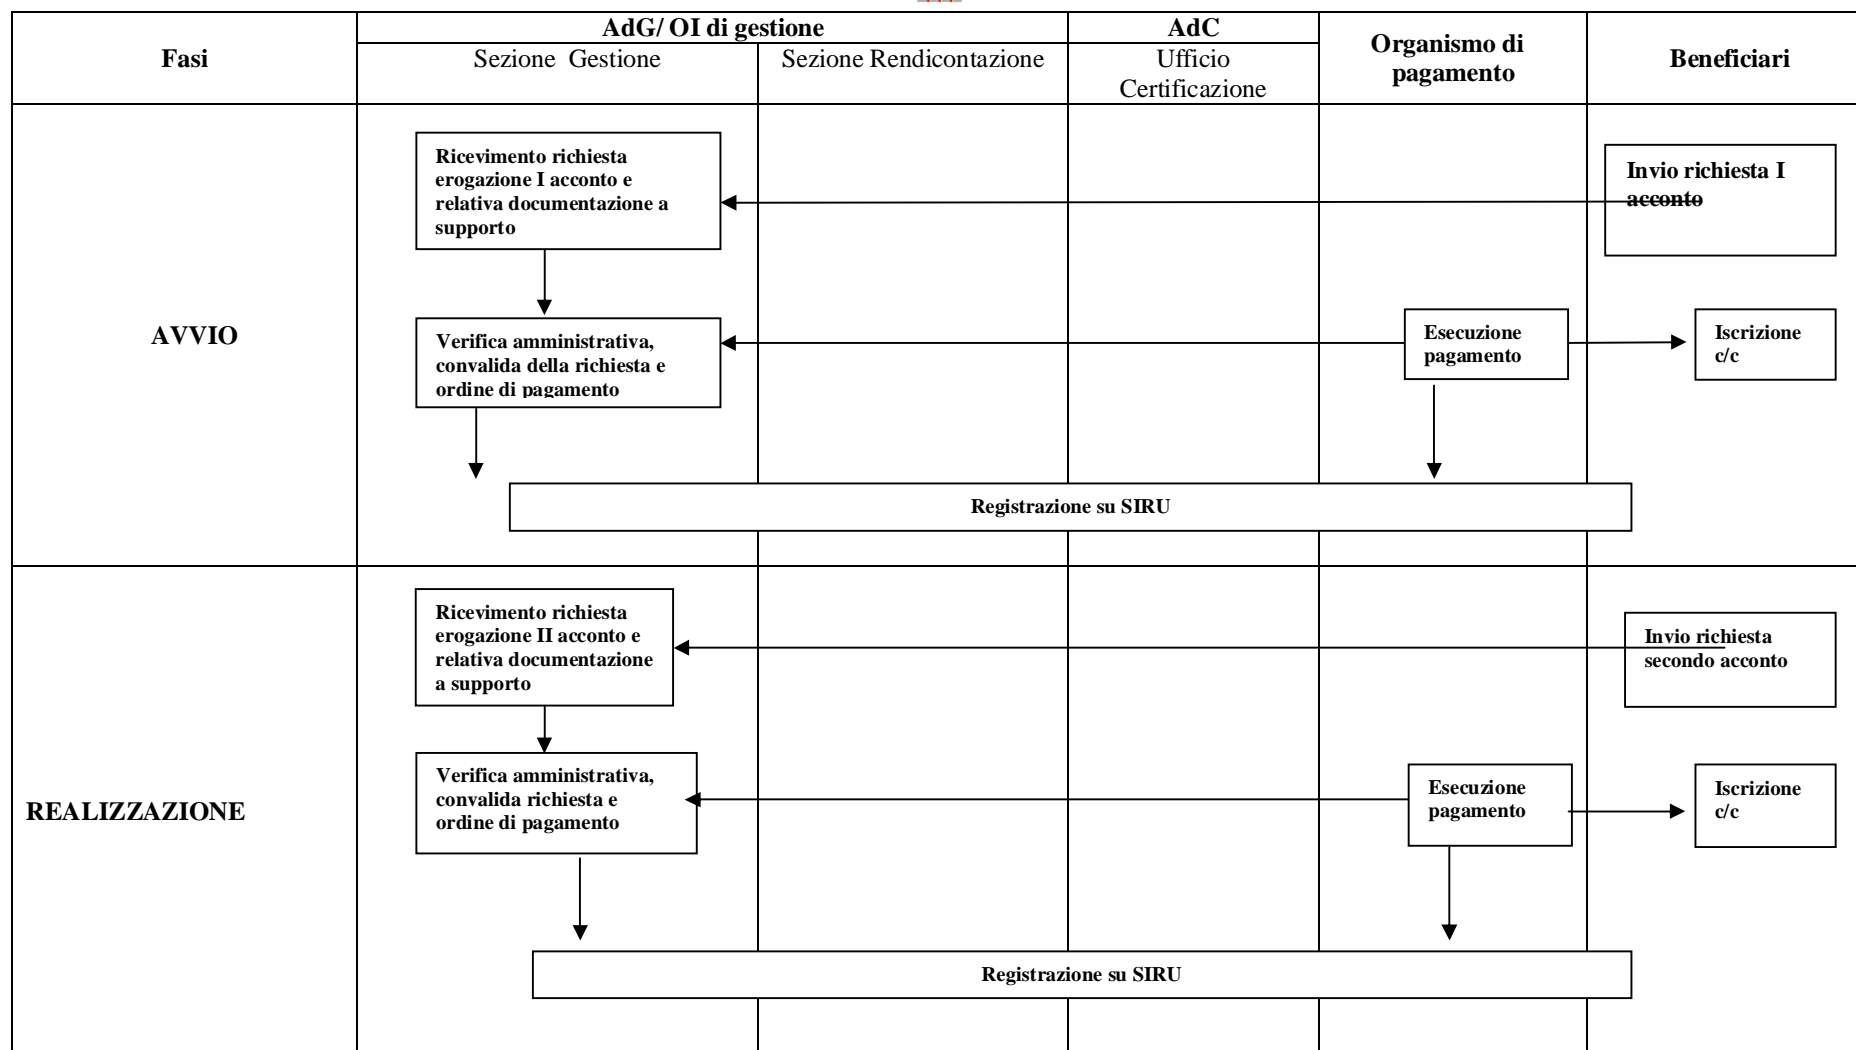 Fasi
AdG/ OI di gestione
AdC
Organismo di
pagamento
Beneficiari
Sezione Gestione
Sezione Rendicontazione
Ufficio
Certificazione
AVVIO
Ricevimento richiesta
erogazione I acconto e
relativa documentazione a
supporto
Invio richiesta I
acconto
Verifica amministrativa,
convalida della richiesta e
ordine di pagamento
Esecuzione
pagamento
Iscrizione
c/c
Registrazione su SIRU
REALIZZAZIONE
Ricevimento richiesta
erogazione II acconto e
relativa documentazione
a supporto
Invio richiesta
secondo acconto
Verifica amministrativa,
convalida richiesta e
ordine di pagamento
Esecuzione
pagamento
Iscrizione
c/c
Registrazione su SIRU